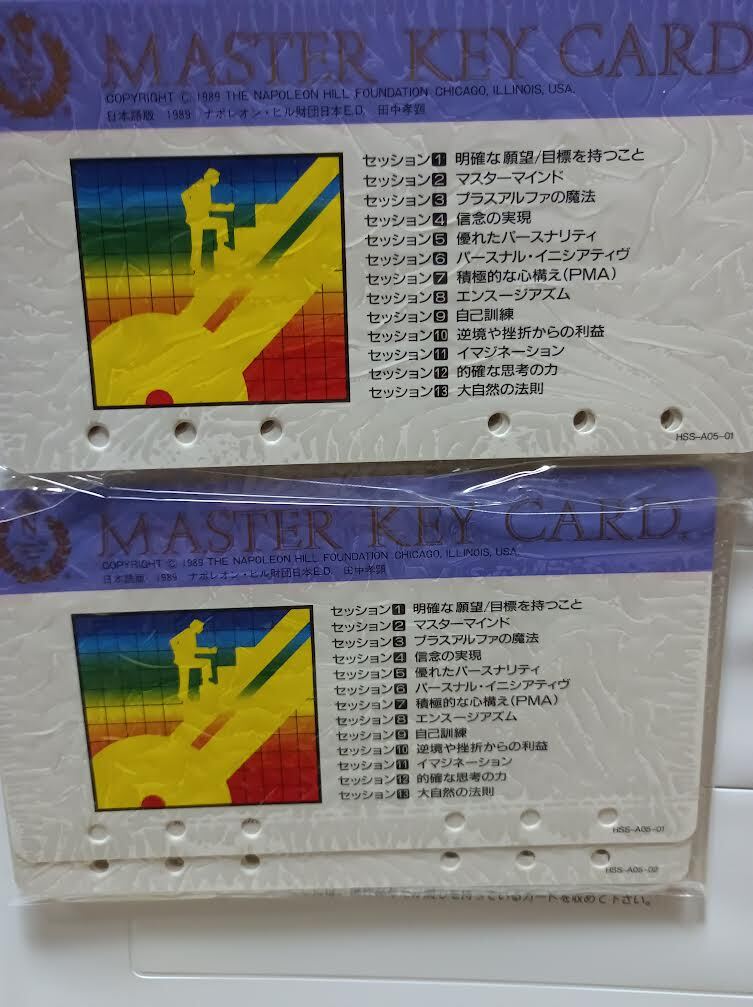 MASTER KEY CARD
COPYRIGHT © 1989 THE NAPOLEON HILL FOUNDATION CHICAGO, ILLINOIS, USA.
日本語版 1989 ナポレオン・ヒル財団日本E.D. 田中孝顕
セッション1 明確な願望/目標を持つこと
セッション2 マスターマインド
セッション3 プラスアルファの魔法
セッション4 信念の実現
セッション5 優れたパースナリティ
セッション6 パースナル・イニシアティヴ
セッション7 積極的な心構え(PMA)
セッション8 エンスージアズム
セッション9 自己訓練
セッション10 逆境や挫折からの利益
セッション11 イマジネーション
セッション12 的確な思考の力
セッション13 大自然の法則
HSS-A05-01
MASTER KEY CARD
COPYRIGHT © 1989 THE NAPOLEON HILL FOUNDATION CHICAGO, ILLINOIS, USA.
日本語版 1989 ナポレオン・ヒル財団日本E.D. 田中孝顕
セッション1 明確な願望/目標を持つこと
セッション2 マスターマインド
セッション3 プラスアルファの魔法
セッション4 信念の実現
セッション5 優れたパースナリティ
セッション6 パースナル・イニシアティヴ
セッション7 積極的な心構え(PMA)
セッション8 エンスージアズム
セッション9 自己訓練
セッション10 逆境や挫折からの利益
セッション11 イマジネーション
セッション12 的確な思考の力
セッション13 大自然の法則
HSS-A05-01
HSS-A05-02
を持っているカードを収めて下さい。